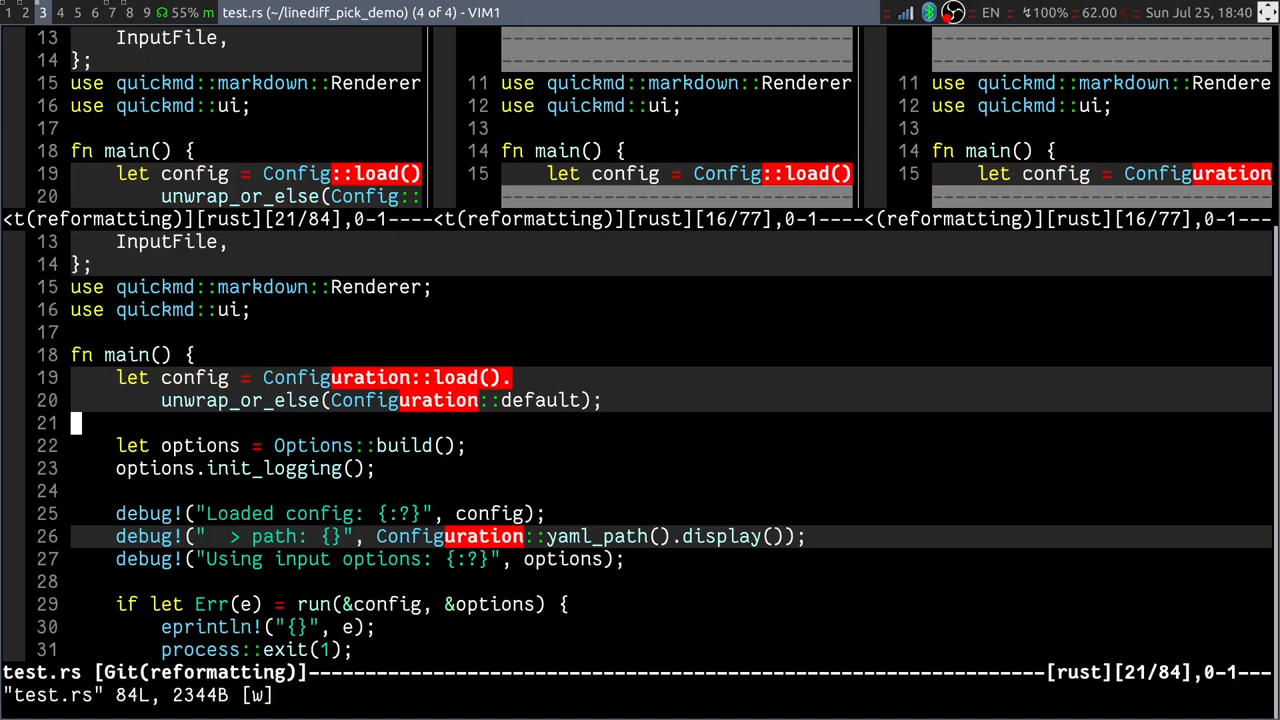 1 2 3 4 5 6 7 8 9 55% m test.rs (~/linediff_pick_demo) (4 of 4) - VIM1 EN 100% 62.00 Sun Jul 25, 18:40
13     InputFile,
14 };
15 use quickmd::markdown::Renderer
16 use quickmd::ui;
17
18 fn main() {
19     let config = Config::load()
20         unwrap_or_else(Config::
11 use quickmd::markdown::Renderer
12 use quickmd::ui;
13
14 fn main() {
15     let config = Config::load()
11 use quickmd::markdown::Rendere
12 use quickmd::ui;
13
14 fn main() {
15     let config = Configuration
<t(reformatting)][rust][21/84],0-1----<t(reformatting)][rust][16/77],0-1----<(reformatting)][rust][16/77],0-1---
13     InputFile,
14 };
15 use quickmd::markdown::Renderer;
16 use quickmd::ui;
17
18 fn main() {
19     let config = Configuration::load().
20         unwrap_or_else(Configuration::default);
21
22     let options = Options::build();
23     options.init_logging();
24
25     debug!("Loaded config: {:?}", config);
26     debug!("  > path: {}", Configuration::yaml_path().display());
27     debug!("Using input options: {:?}", options);
28
29     if let Err(e) = run(&config, &options) {
30         eprintln!("{}", e);
31         process::exit(1);
test.rs [Git(reformatting)]--------------------------------------------------------------[rust][21/84],0-1---
"test.rs" 84L, 2344B [w]